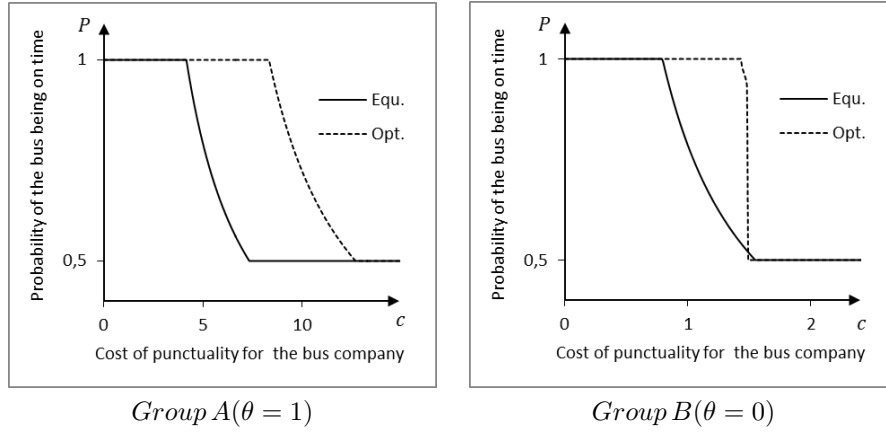 P
1
0,5
0
5
10
c
Equ.
Opt.
Probability of the bus being on time
Cost of punctuality for the bus company
Group A(θ = 1)
P
1
0,5
0
1
2
c
Equ.
Opt.
Probability of the bus being on time
Cost of punctuality for the bus company
Group B(θ = 0)